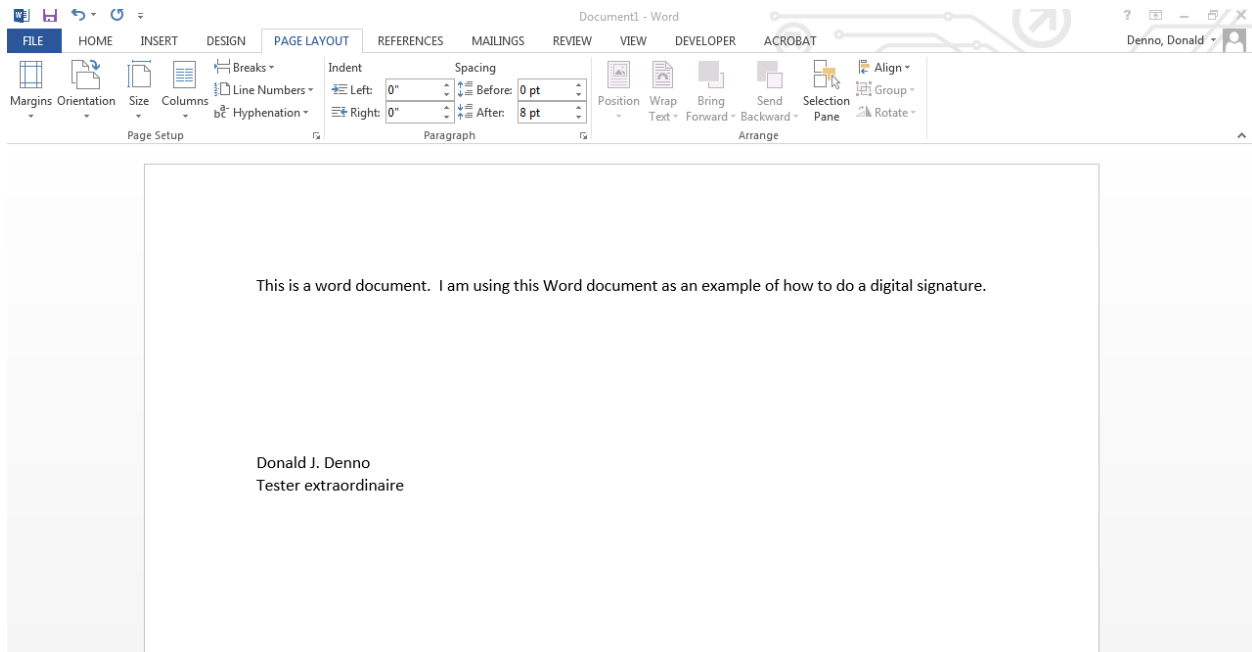 Document1 - Word
?
FILE HOME INSERT DESIGN PAGE LAYOUT REFERENCES MAILINGS REVIEW VIEW DEVELOPER ACROBAT Denno, Donald
Breaks Indent Spacing Align
Line Numbers Left: 0" Before: 0 pt Group
Margins Orientation Size Columns Position Wrap Bring Send Selection
Hyphenation Right: 0" After: 8 pt Text Forward Backward Pane Rotate
Page Setup Paragraph Arrange
This is a word document.  I am using this Word document as an example of how to do a digital signature.
Donald J. Denno
Tester extraordinaire